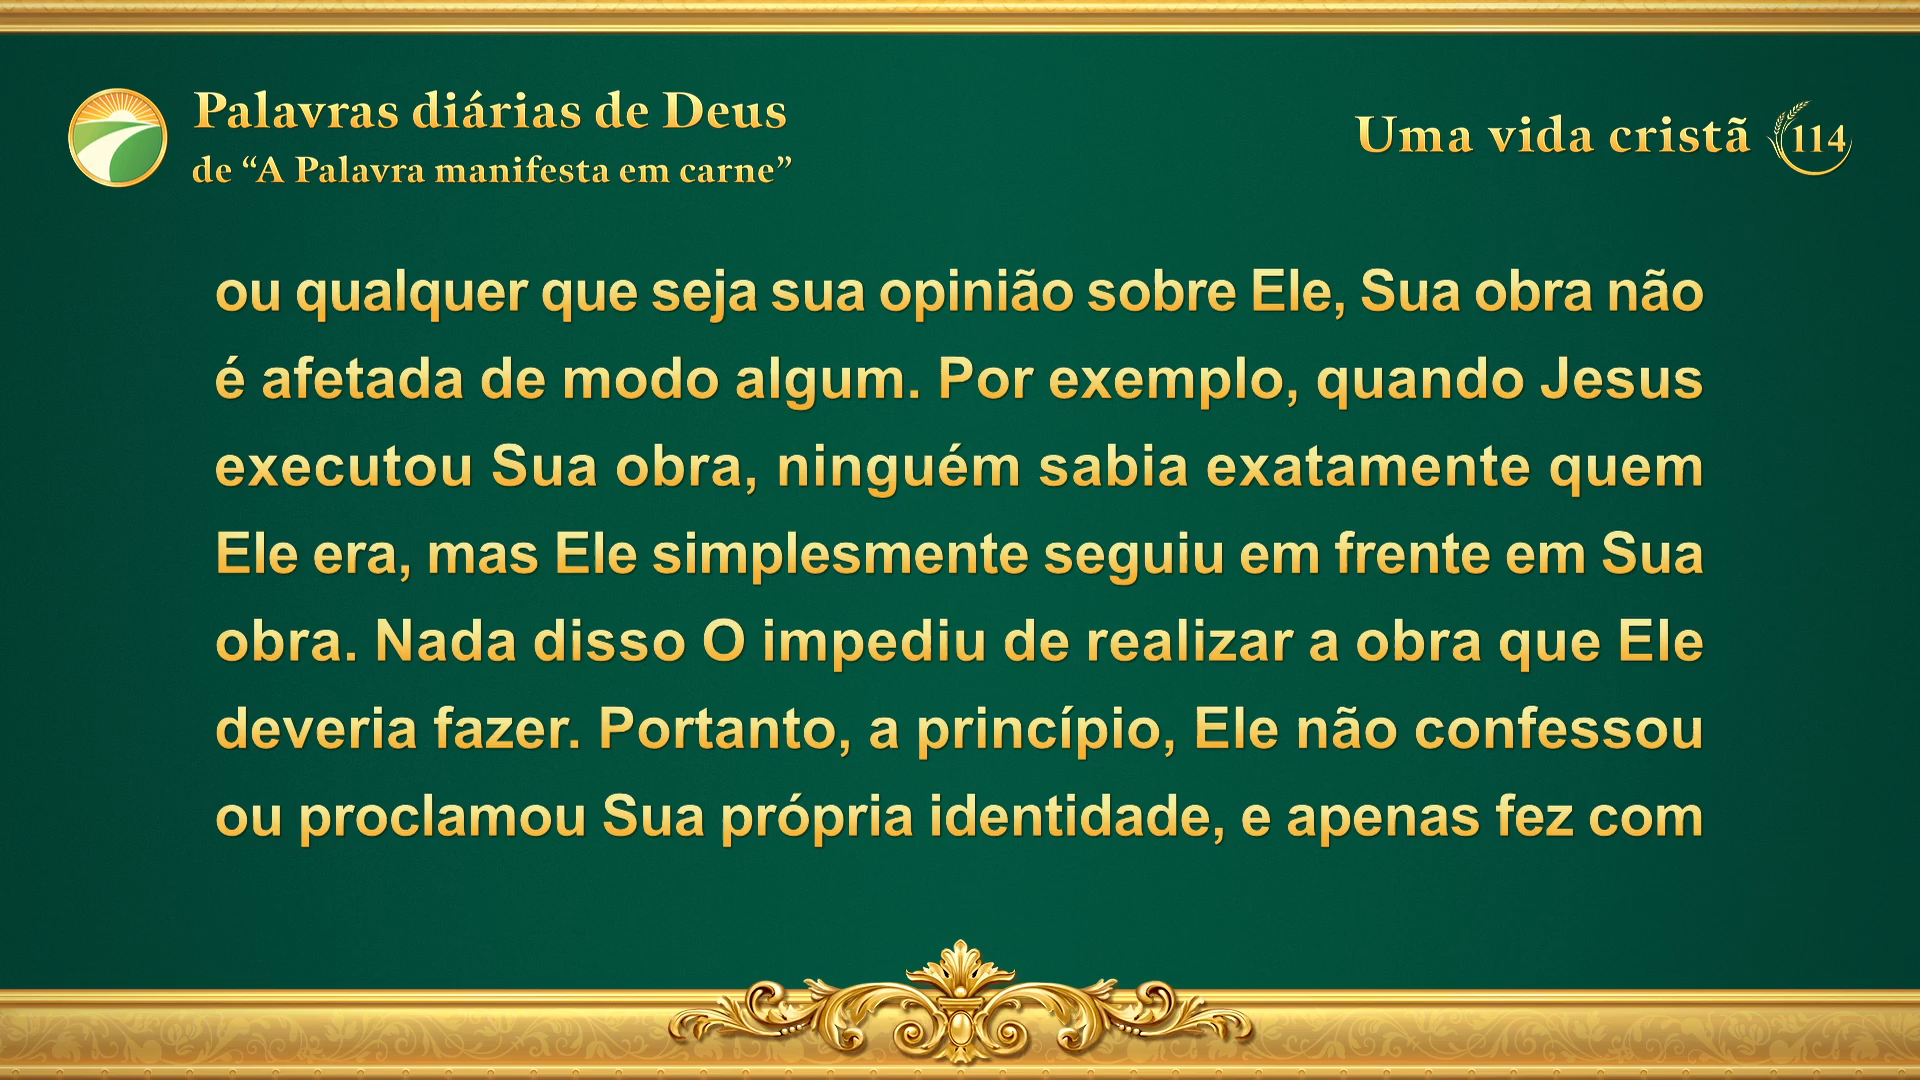 Palavras diárias de Deus
de “A Palavra manifesta em carne”
Uma vida cristã 114
ou qualquer que seja sua opinião sobre Ele, Sua obra não
é afetada de modo algum. Por exemplo, quando Jesus
executou Sua obra, ninguém sabia exatamente quem
Ele era, mas Ele simplesmente seguiu em frente em Sua
obra. Nada disso O impediu de realizar a obra que Ele
deveria fazer. Portanto, a princípio, Ele não confessou
ou proclamou Sua própria identidade, e apenas fez com